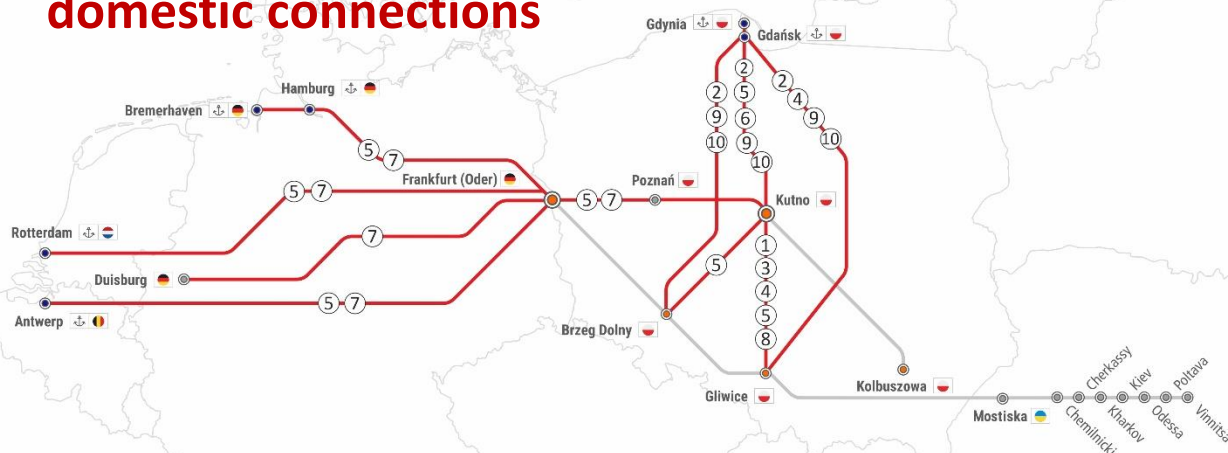 domestic connections
Gdynia
Gdańsk
Hamburg
Bremerhaven
2
5
6
9
10
2
9
10
2
4
9
10
5 7
Frankfurt (Oder)
Poznań
5 7
5 7
Kutno
Rotterdam
7
Duisburg
1
3
4
5
8
5
5 7
Antwerp
Brzeg Dolny
Gliwice
Kolbuszowa
Mostiska
Chemilnicki
Cherkassy
Kharkov
Kiev
Odessa
Poltava
Vinnitsa